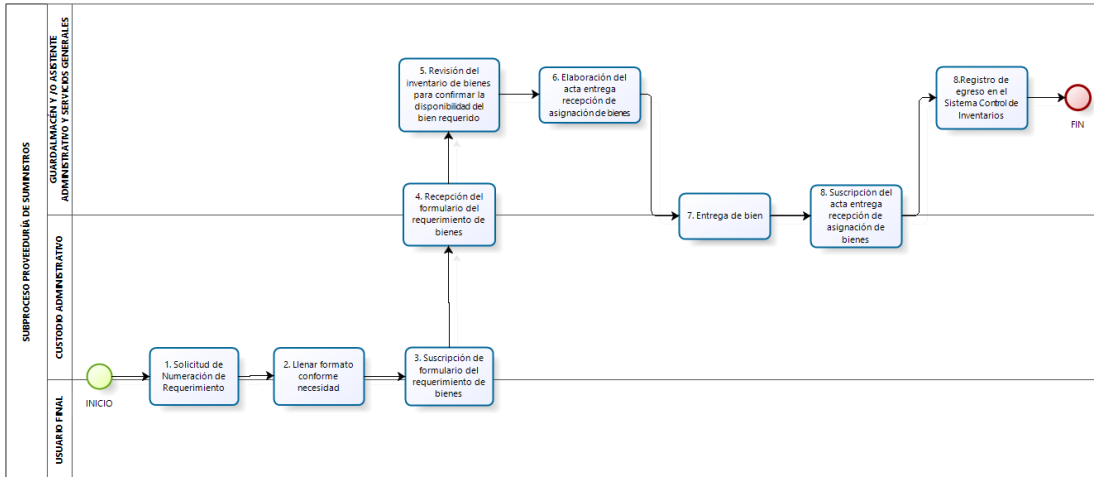 SUBPROCESO PROVEEDURÍA DE SUMINISTROS
GUARDALMACÉN Y /O ASISTENTE
ADMINISTRATIVO Y SERVICIOS GENERALES
CUSTODIO ADMINISTRATIVO
USUARIO FINAL
INICIO
1. Solicitud de
Numeración de
Requerimiento
2. Llenar formato
conforme
necesidad
3. Suscripción de
formulario del
requerimiento de
bienes
4. Recepción del
formulario del
requerimiento de
bienes
5. Revisión del
inventario de bienes
para confirmar la
disponibilidad del
bien requerido
6. Elaboración del
acta entrega
recepción de
asignación de bienes
7. Entrega de bien
8. Suscripción del
acta entrega
recepción de
asignación de
bienes
8.Registro de
egreso en el
Sistema Control de
Inventarios
FIN